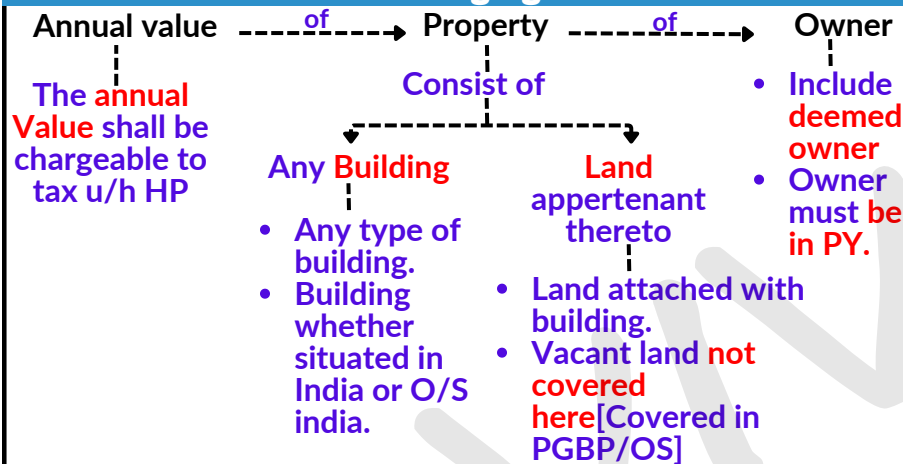 Annual value
of
Property
of
Owner
The annual
Value shall be
chargeable to
tax u/h HP
Consist of
Any Building
• Any type of
building.
• Building
whether
situated in
India or O/S
india.
Land
appertenant
thereto
• Land attached with
building.
• Vacant land not
covered
here[Covered in
PGBP/OS]
• Include
deemed
owner
• Owner
must be
in PY.